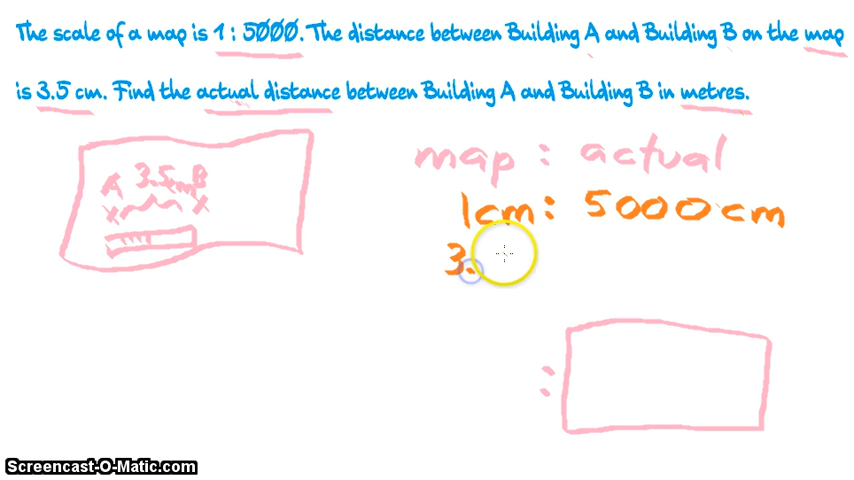 The scale of a map is 1 : 5000. The distance between Building A and Building B on the map
is 3.5 cm. Find the actual distance between Building A and Building B in metres.
map : actual
A 3.5cm B
x x
1cm : 5000 cm
3.
:
Screencast-O-Matic.com